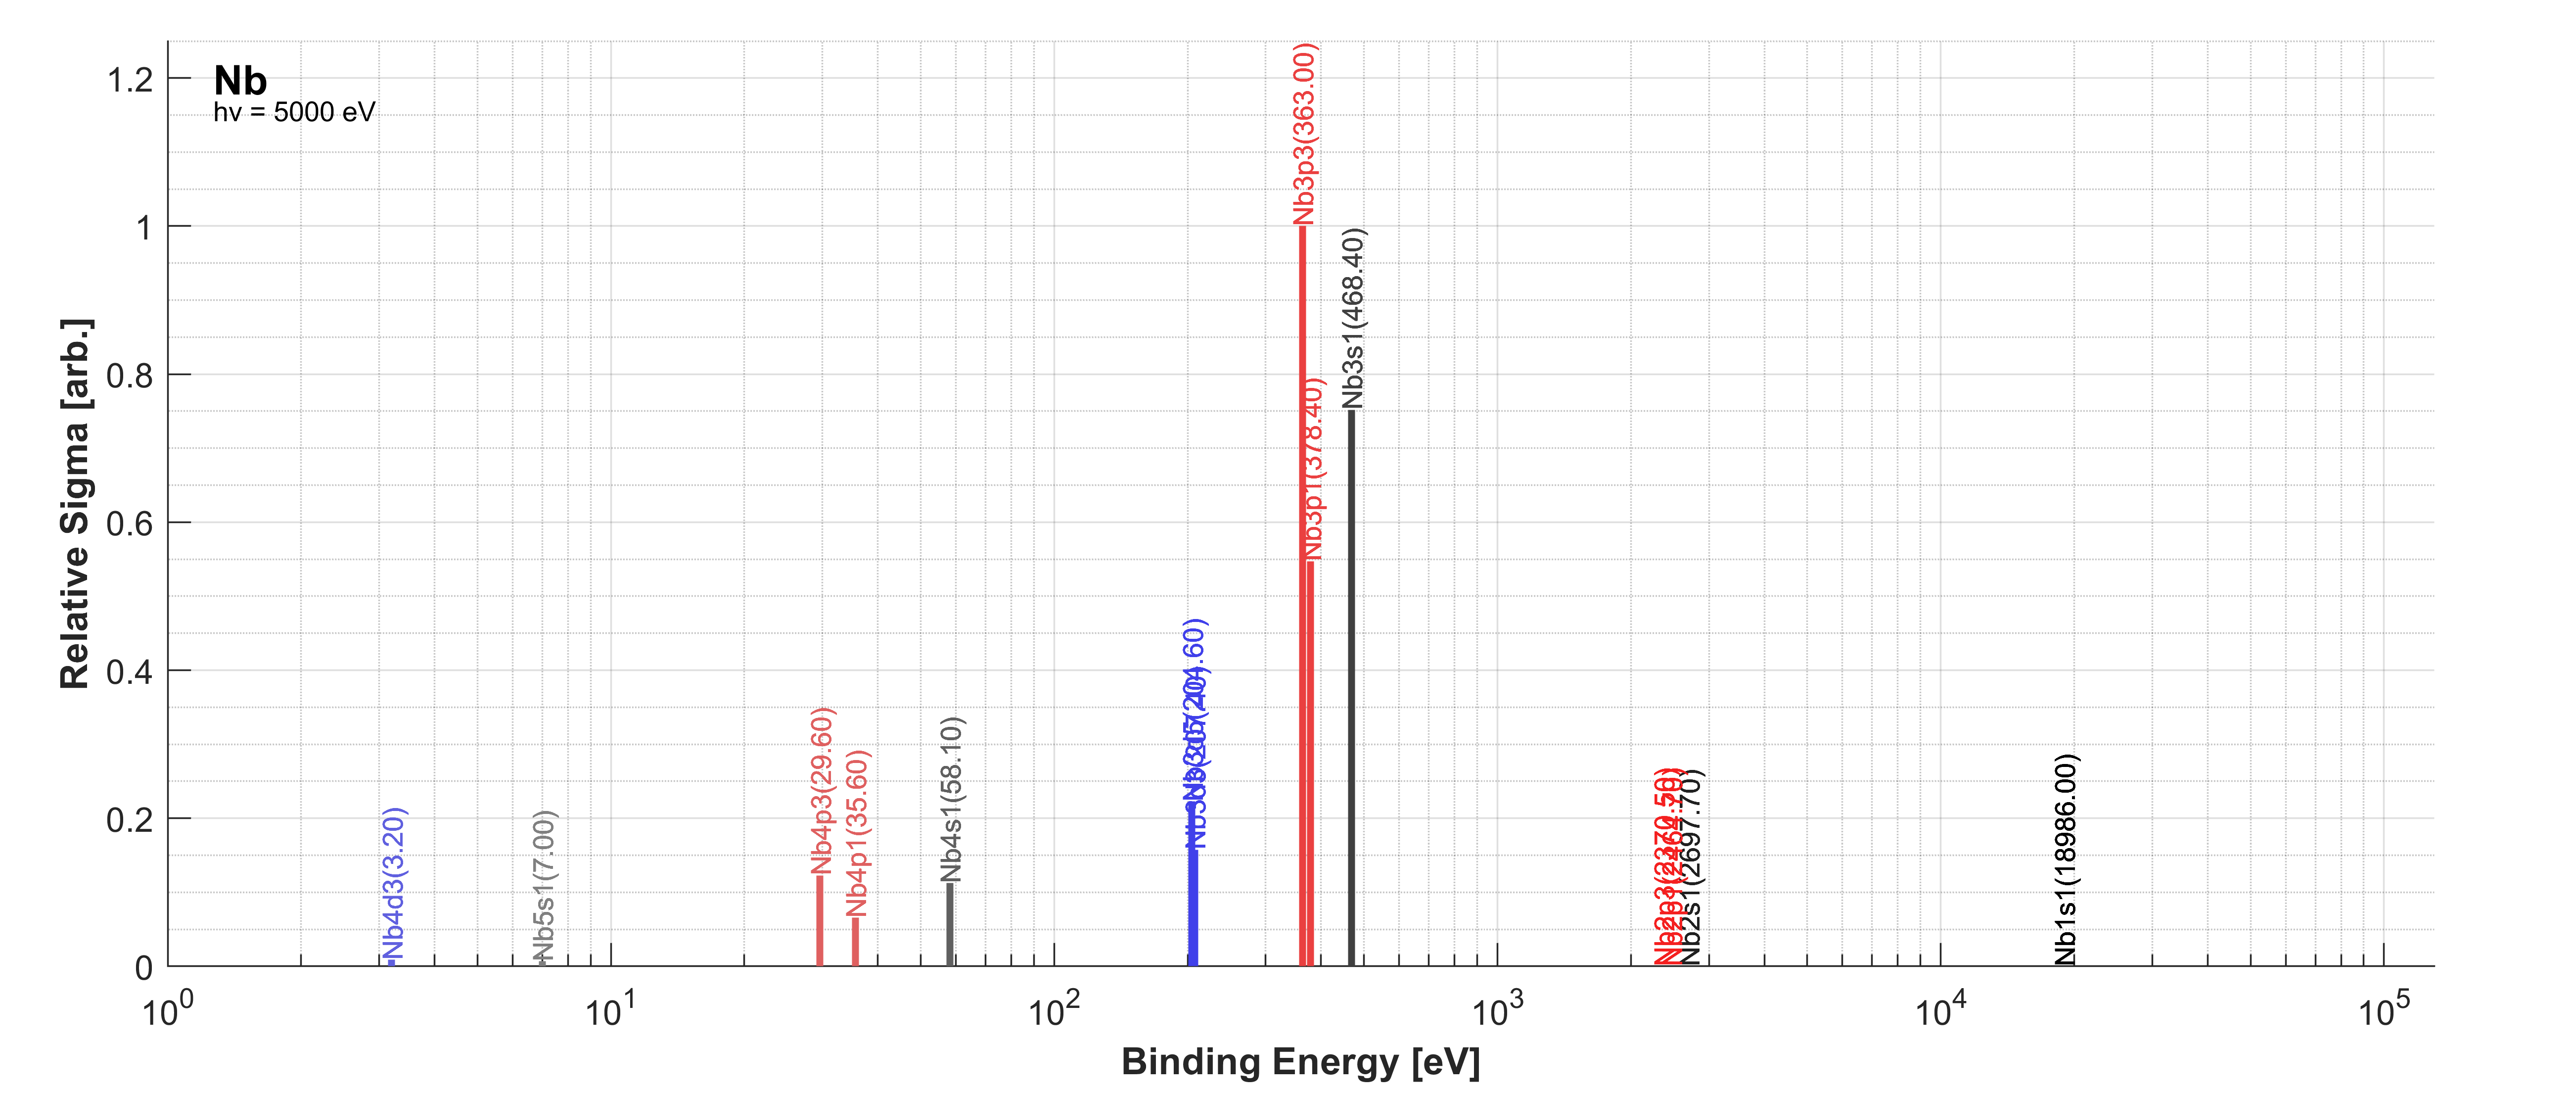 Nb
hv = 5000 eV
Relative Sigma [arb.]
1.2
1
0.8
0.6
0.4
0.2
0
Nb4d3(3.20)
Nb5s1(7.00)
Nb4p3(29.60)
Nb4p1(35.60)
Nb4s1(58.10)
Nb3p3(363.00)
Nb3p1(378.40)
Nb3s1(468.40)
Nb2s1(2697.70)
Nb1s1(18986.00)
10^0
10^1
10^2
10^3
10^4
10^5
Binding Energy [eV]